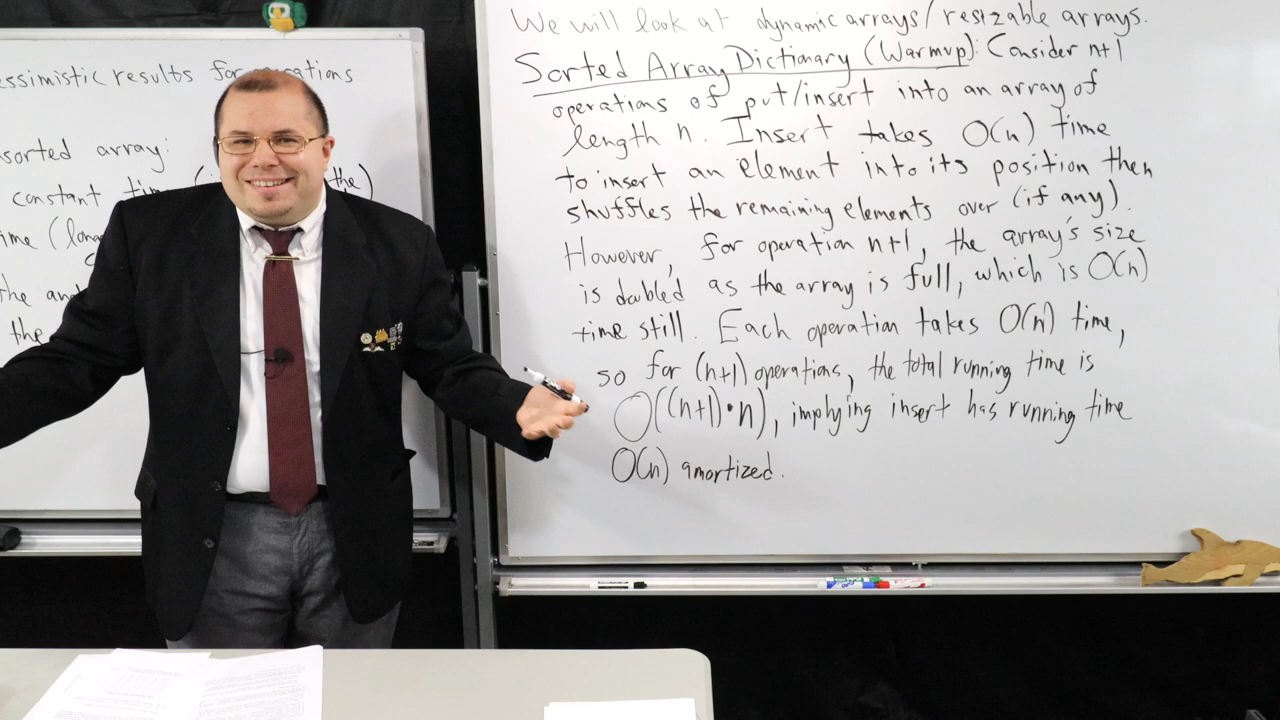 essimistic results for operations
sorted array:
constant time the)
ime (long
the
the
We will look at dynamic arrays/resizable arrays.
Sorted Array Dictionary (Warmup): Consider n+1
operations of put/insert into an array of
length n. Insert takes O(n) time
to insert an element into its position then
shuffles the remaining elements over (if any).
However, for operation n+1, the array's size
is doubled as the array is full, which is O(n)
time still. Each operation takes O(n) time,
so for (n+1) operations, the total running time is
O((n+1)•n), implying insert has running time
O(n) amortized.